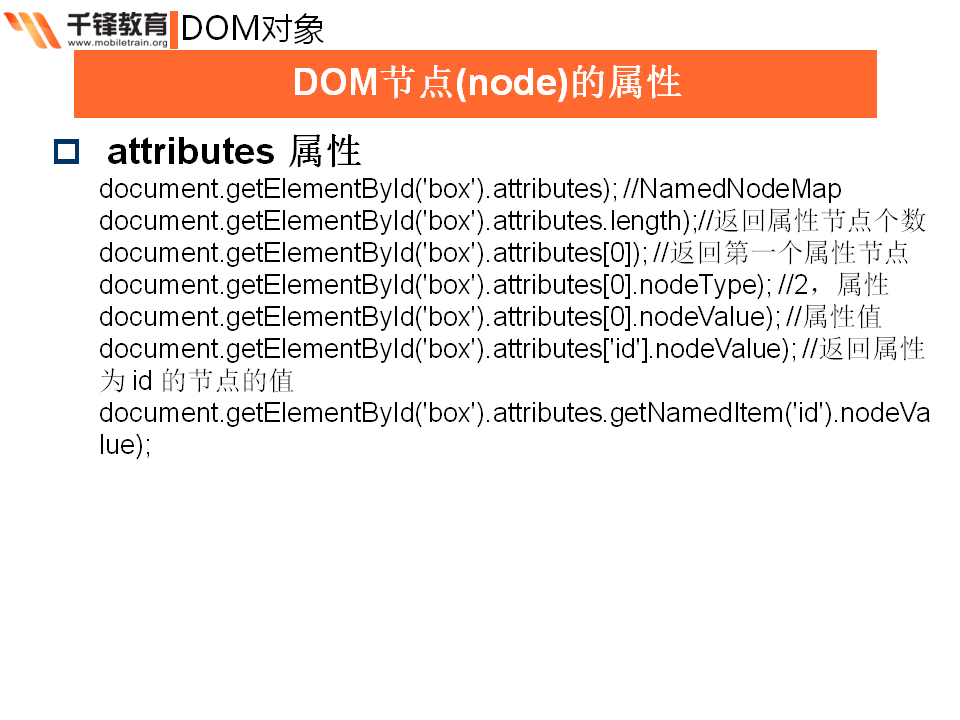 千锋教育
www.mobiletrain.org
DOM对象
DOM节点(node)的属性
attributes 属性
document.getElementById('box').attributes); //NamedNodeMap
document.getElementById('box').attributes.length);//返回属性节点个数
document.getElementById('box').attributes[0]); //返回第一个属性节点
document.getElementById('box').attributes[0].nodeType); //2，属性
document.getElementById('box').attributes[0].nodeValue); //属性值
document.getElementById('box').attributes['id'].nodeValue); //返回属性
为 id 的节点的值
document.getElementById('box').attributes.getNamedItem('id').nodeVa
lue);